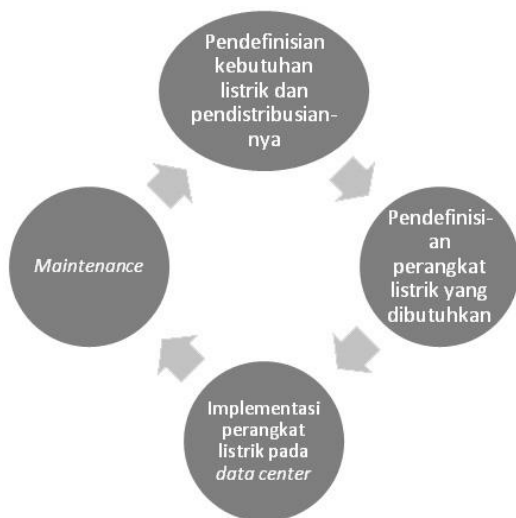 Pendefinisian
kebutuhan
listrik dan
pendistribusian-
nya
Pendefinisi-
an
perangkat
listrik yang
dibutuhkan
Implementasi
perangkat
listrik pada
data center
Maintenance